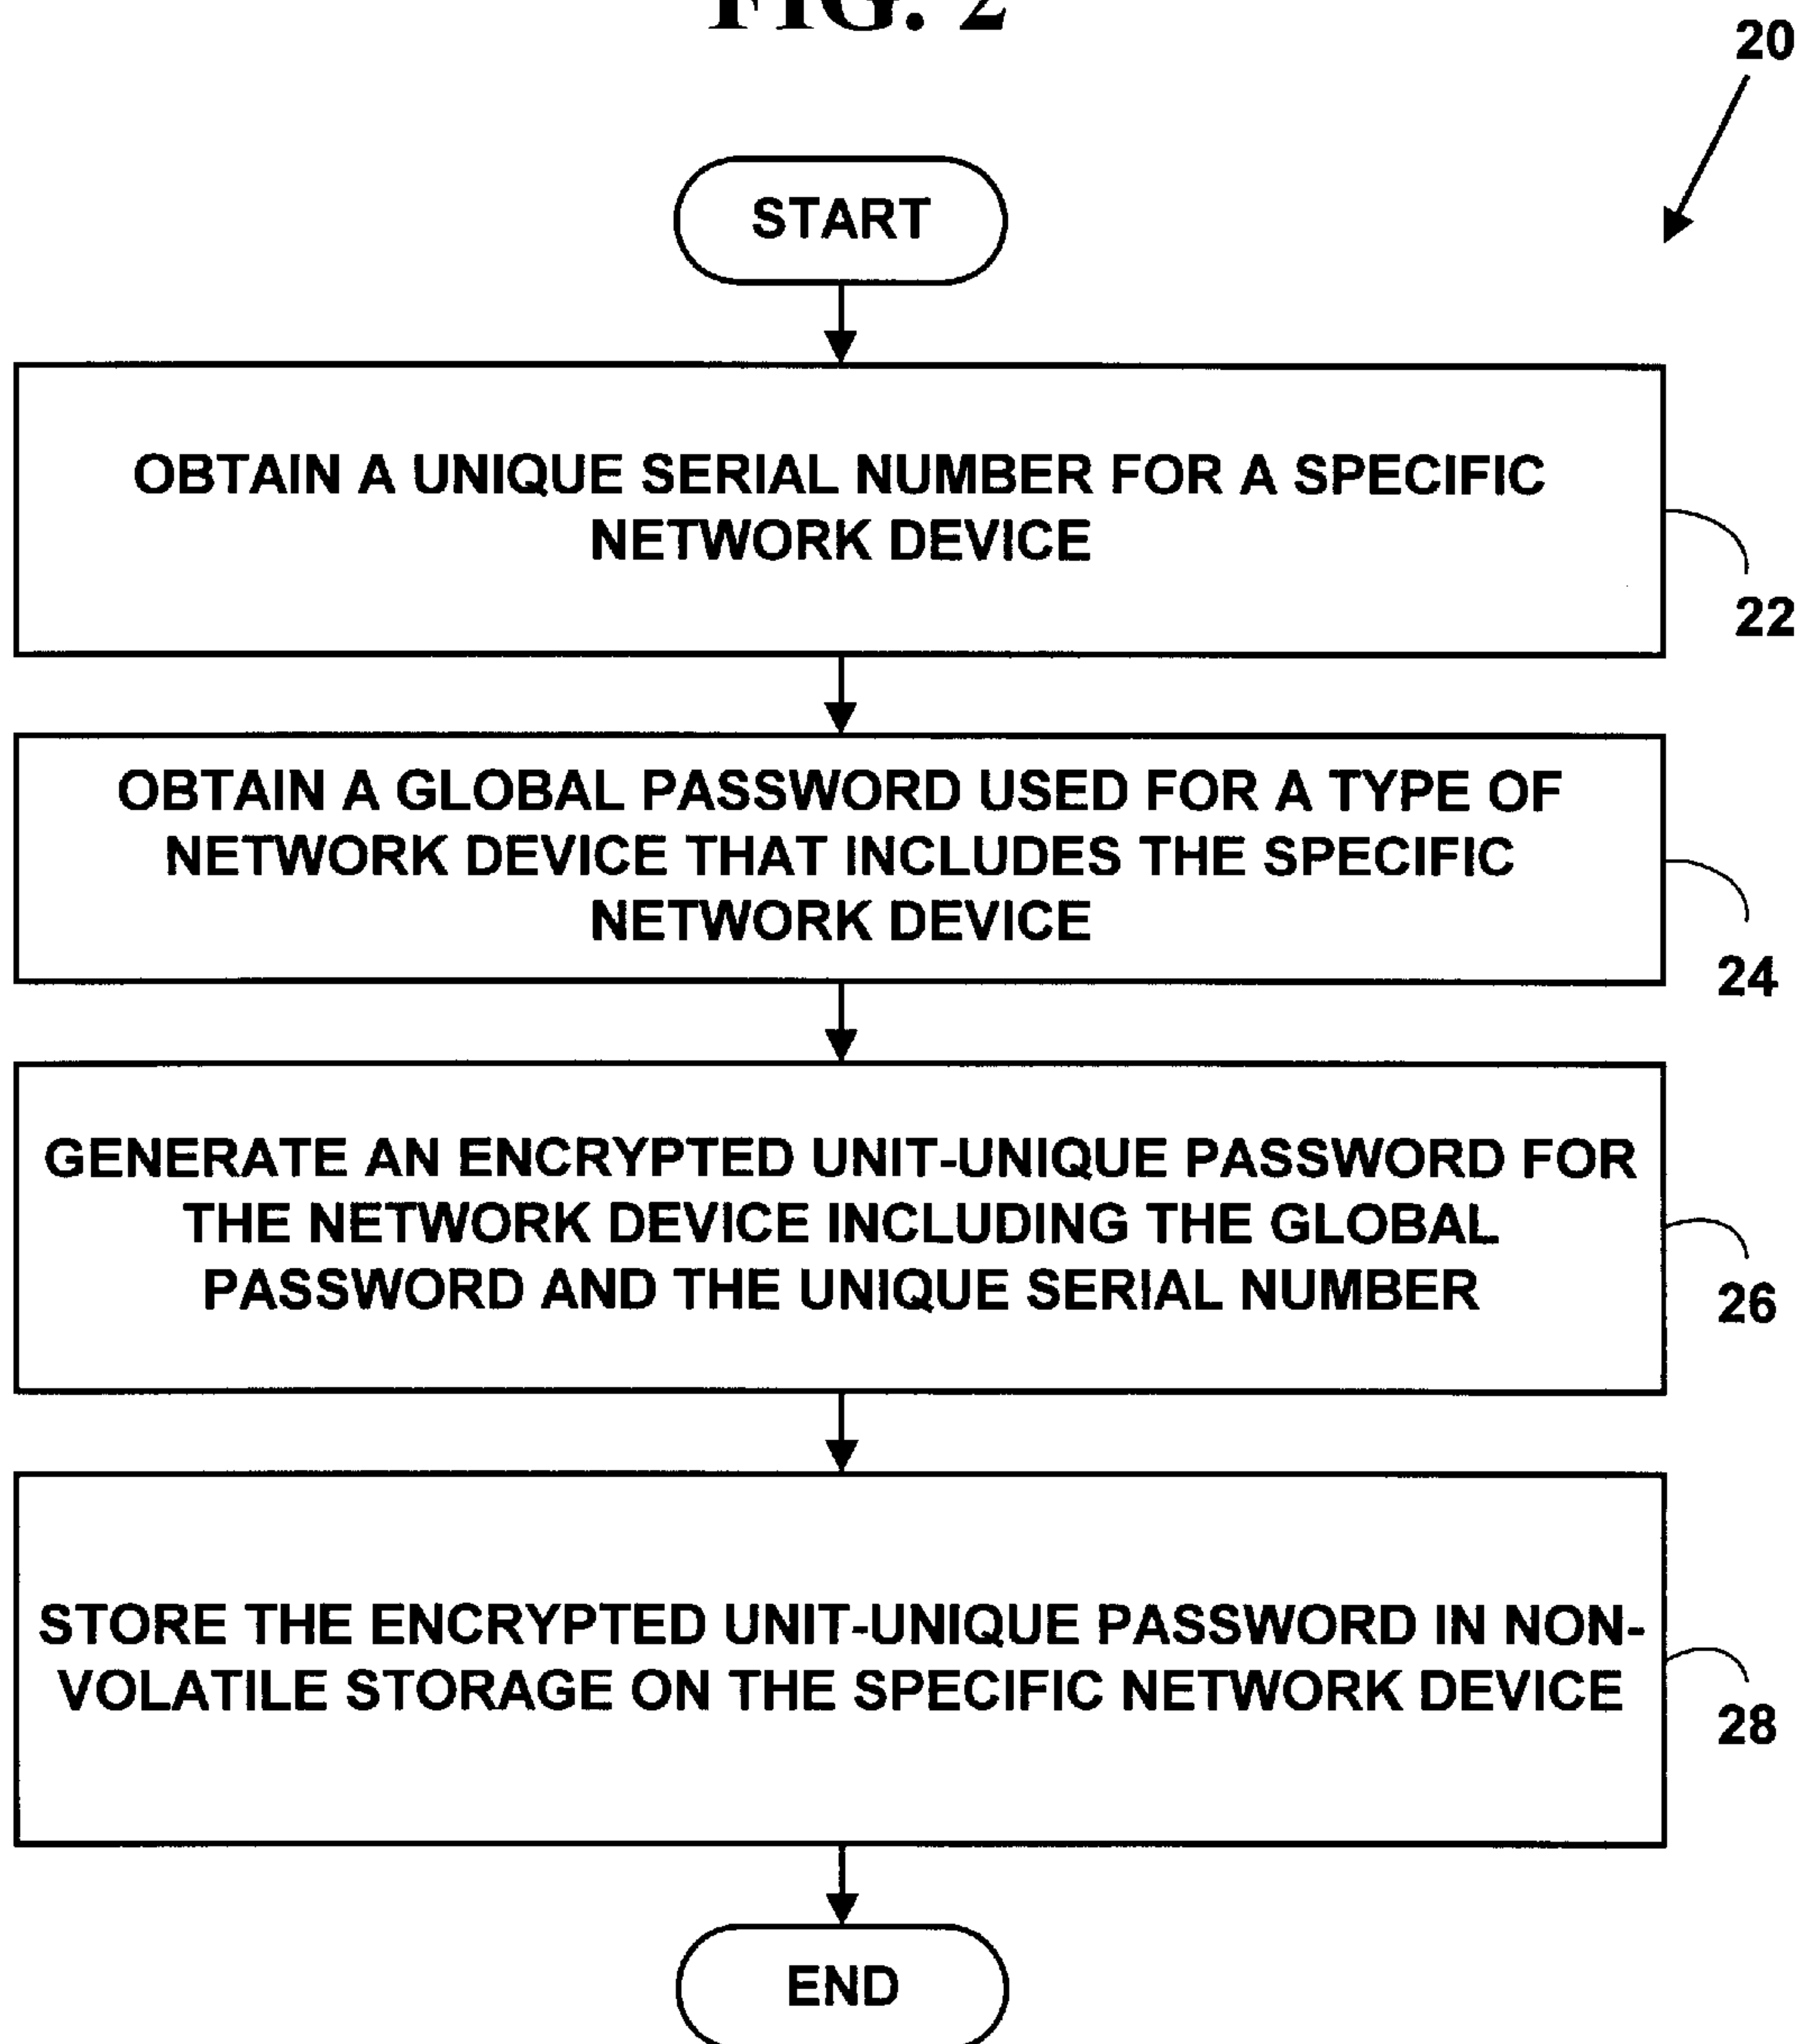 FIG. 2
20
START
OBTAIN A UNIQUE SERIAL NUMBER FOR A SPECIFIC
NETWORK DEVICE
22
OBTAIN A GLOBAL PASSWORD USED FOR A TYPE OF
NETWORK DEVICE THAT INCLUDES THE SPECIFIC
NETWORK DEVICE
24
GENERATE AN ENCRYPTED UNIT-UNIQUE PASSWORD FOR
THE NETWORK DEVICE INCLUDING THE GLOBAL
PASSWORD AND THE UNIQUE SERIAL NUMBER
26
STORE THE ENCRYPTED UNIT-UNIQUE PASSWORD IN NON-
VOLATILE STORAGE ON THE SPECIFIC NETWORK DEVICE
28
END